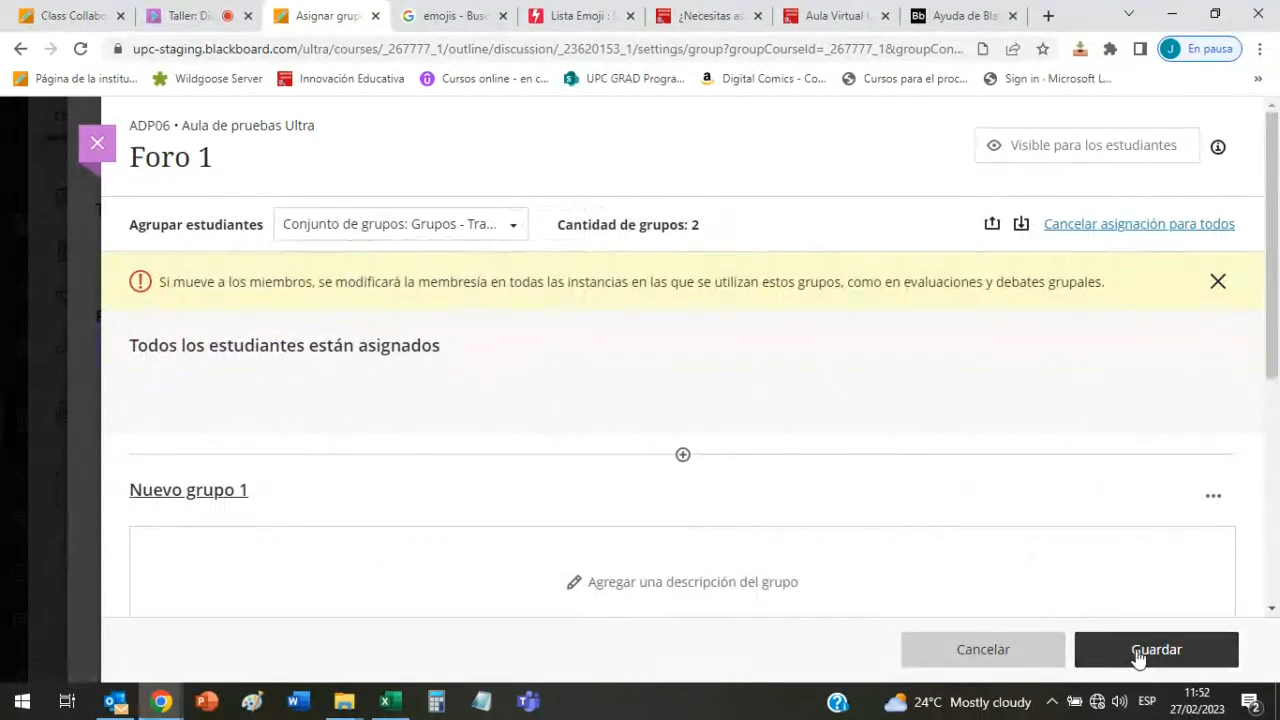 Class Collabo
Taller: Di
Asignar grup
emojis - Bus
Lista Emoji
¿Necesitas a
Aula Virtual U
Ayuda de Bla
upc-staging.blackboard.com/ultra/courses/_267777_1/outline/discussion/_23620153_1/settings/group?groupCourseId=_267777_1&groupCon...
J En pausa
Página de la institu...
Wildgoose Server
Innovación Educativa
Cursos online - en c...
UPC GRAD Progra...
Digital Comics - Co...
Cursos para el proc...
Sign in · Microsoft L...
»
ADP06 • Aula de pruebas Ultra
Foro 1
Visible para los estudiantes
Agrupar estudiantes
Conjunto de grupos: Grupos - Tra...
Cantidad de grupos: 2
Cancelar asignación para todos
Si mueve a los miembros, se modificará la membresía en todas las instancias en las que se utilizan estos grupos, como en evaluaciones y debates grupales.
Todos los estudiantes están asignados
Nuevo grupo 1
Agregar una descripción del grupo
Cancelar
Guardar
24°C Mostly cloudy
ESP
11:52
27/02/2023
2